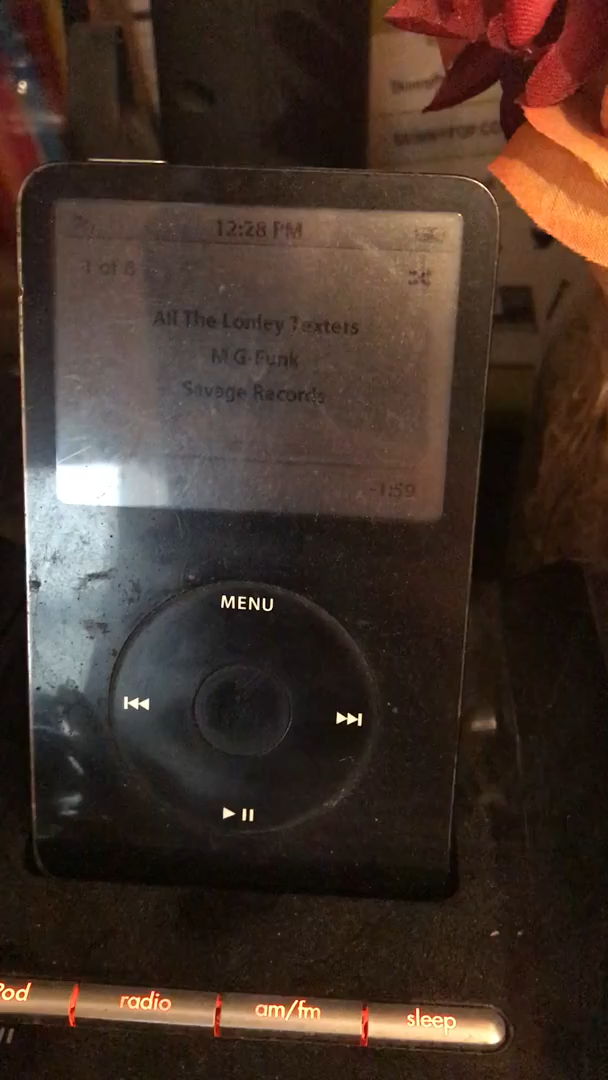 12:28 PM
1 of 8
All The Lonley Texters
M G-Funk
Savage Records
-1:59
MENU
Pod
radio
am/fm
sleep